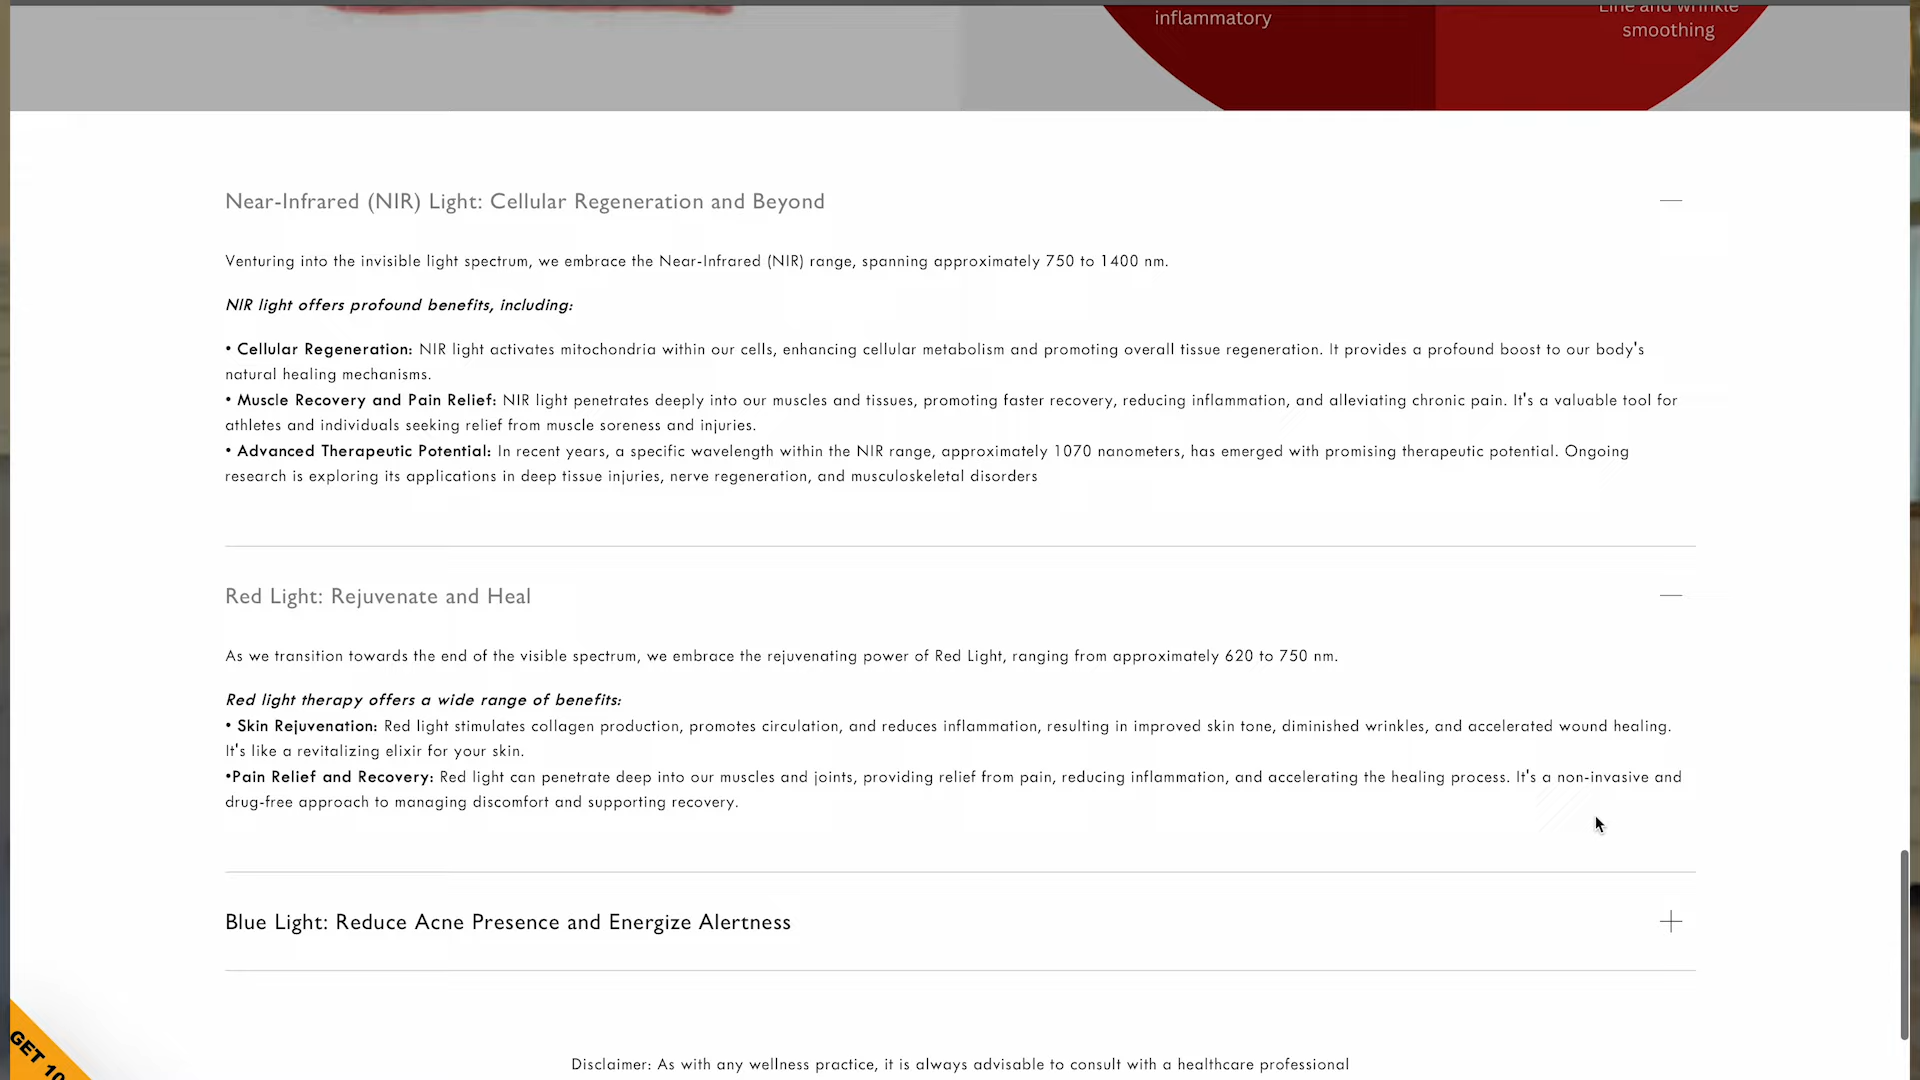 inflammatory
Line and wrinkle
smoothing
Near-Infrared (NIR) Light: Cellular Regeneration and Beyond
Venturing into the invisible light spectrum, we embrace the Near-Infrared (NIR) range, spanning approximately 750 to 1400 nm.
NIR light offers profound benefits, including:
• Cellular Regeneration: NIR light activates mitochondria within our cells, enhancing cellular metabolism and promoting overall tissue regeneration. It provides a profound boost to our body's
natural healing mechanisms.
• Muscle Recovery and Pain Relief: NIR light penetrates deeply into our muscles and tissues, promoting faster recovery, reducing inflammation, and alleviating chronic pain. It's a valuable tool for
athletes and individuals seeking relief from muscle soreness and injuries.
• Advanced Therapeutic Potential: In recent years, a specific wavelength within the NIR range, approximately 1070 nanometers, has emerged with promising therapeutic potential. Ongoing
research is exploring its applications in deep tissue injuries, nerve regeneration, and musculoskeletal disorders
Red Light: Rejuvenate and Heal
As we transition towards the end of the visible spectrum, we embrace the rejuvenating power of Red Light, ranging from approximately 620 to 750 nm.
Red light therapy offers a wide range of benefits:
• Skin Rejuvenation: Red light stimulates collagen production, promotes circulation, and reduces inflammation, resulting in improved skin tone, diminished wrinkles, and accelerated wound healing.
It's like a revitalizing elixir for your skin.
•Pain Relief and Recovery: Red light can penetrate deep into our muscles and joints, providing relief from pain, reducing inflammation, and accelerating the healing process. It's a non-invasive and
drug-free approach to managing discomfort and supporting recovery.
Blue Light: Reduce Acne Presence and Energize Alertness
GET 10
Disclaimer: As with any wellness practice, it is always advisable to consult with a healthcare professional